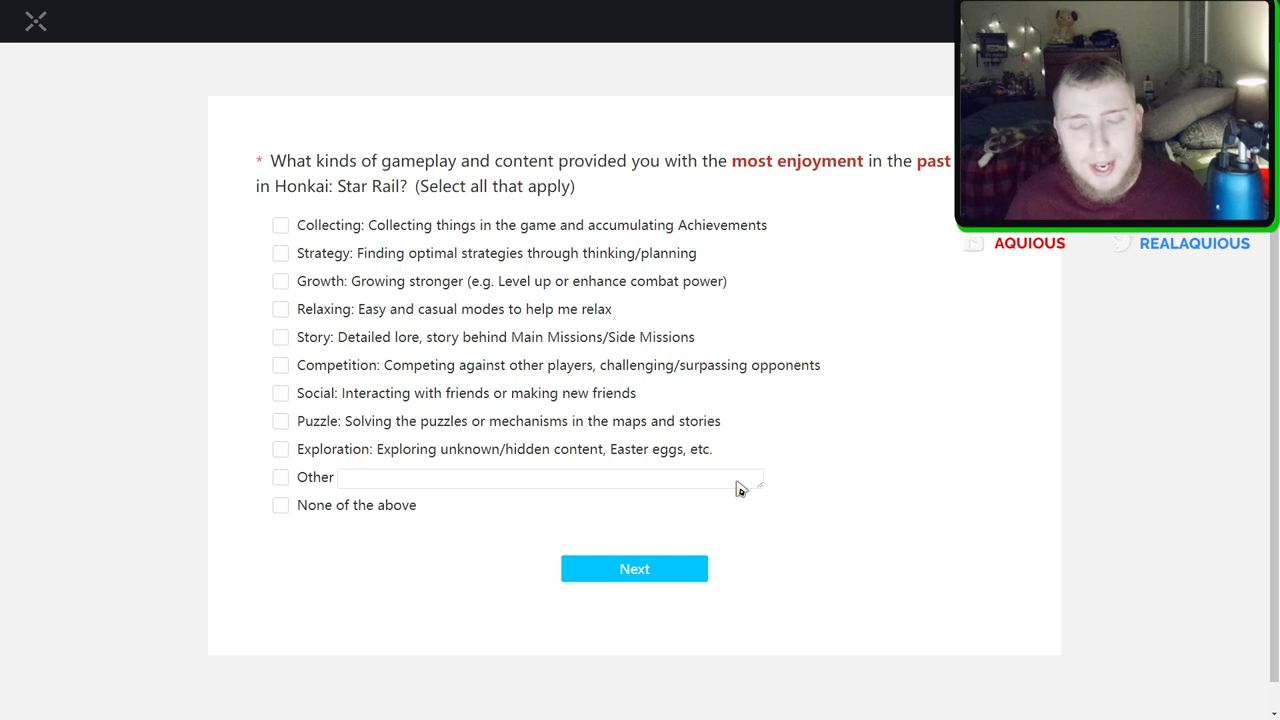 * What kinds of gameplay and content provided you with the most enjoyment in the past
in Honkai: Star Rail? (Select all that apply)
Collecting: Collecting things in the game and accumulating Achievements
Strategy: Finding optimal strategies through thinking/planning
Growth: Growing stronger (e.g. Level up or enhance combat power)
Relaxing: Easy and casual modes to help me relax
Story: Detailed lore, story behind Main Missions/Side Missions
Competition: Competing against other players, challenging/surpassing opponents
Social: Interacting with friends or making new friends
Puzzle: Solving the puzzles or mechanisms in the maps and stories
Exploration: Exploring unknown/hidden content, Easter eggs, etc.
Other
None of the above
Next
AQUIOUS
REALAQUIOUS